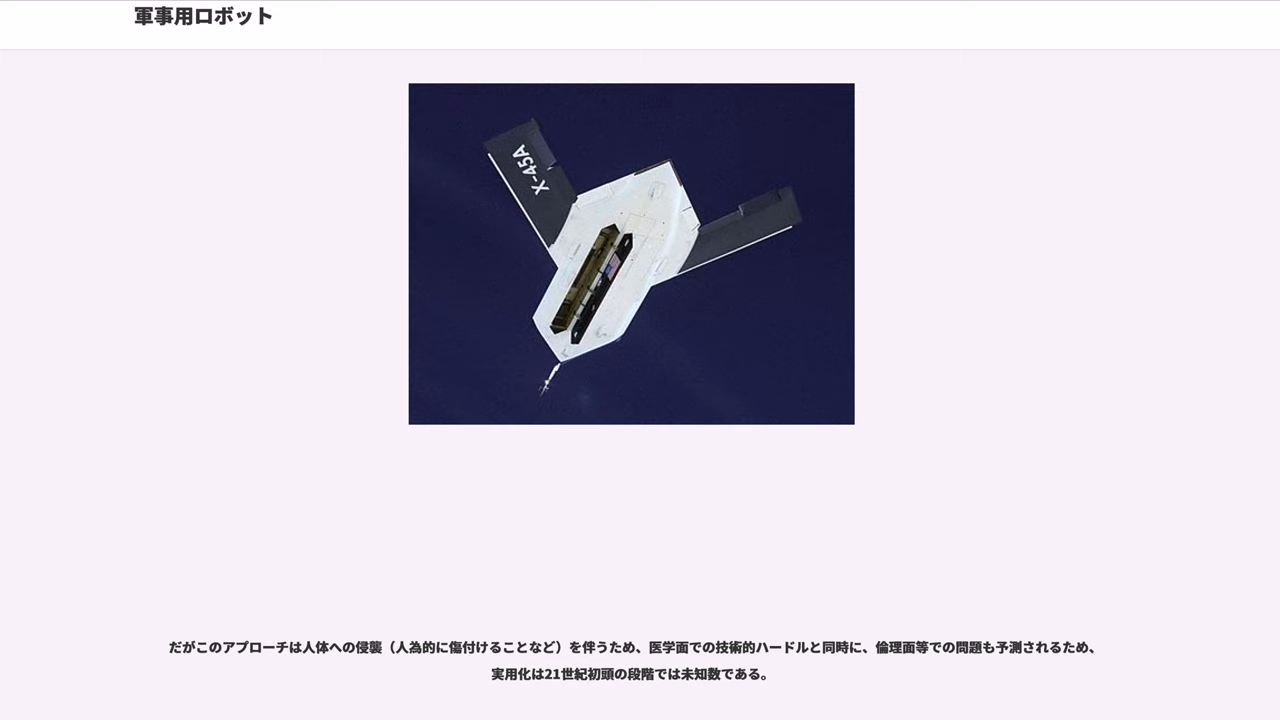 軍事用ロボット
X-45A
だがこのアプローチは人体への侵襲（人為的に傷付けることなど）を伴うため、医学面での技術的ハードルと同時に、倫理面等での問題も予測されるため、
実用化は21世紀初頭の段階では未知数である。